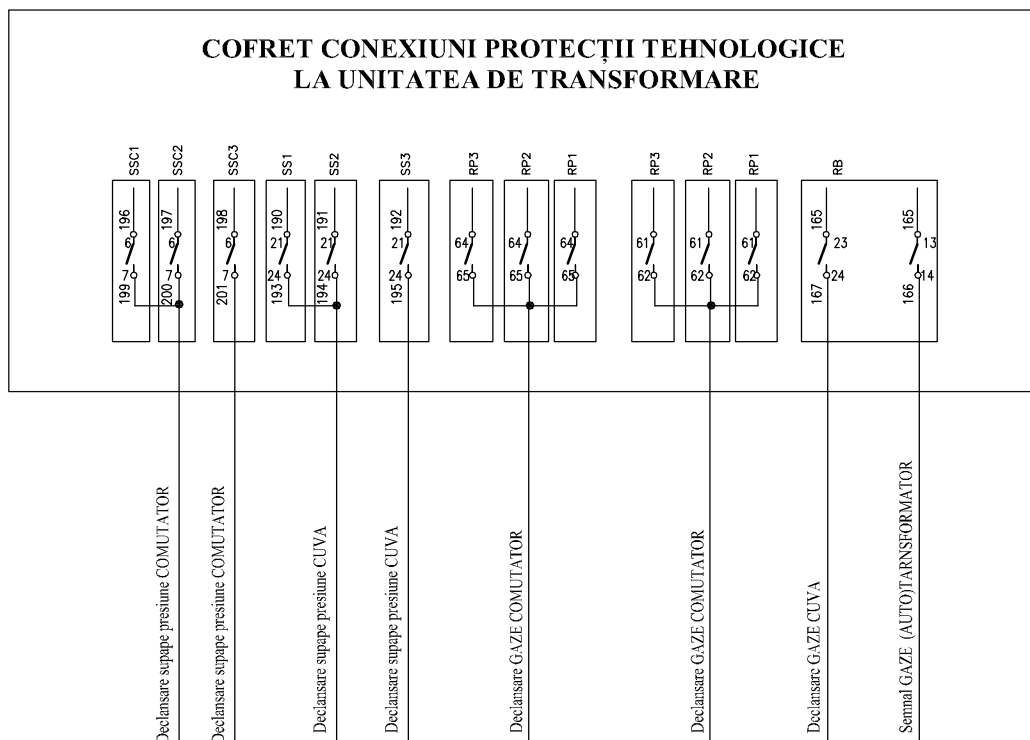 COFRET CONEXIUNI PROTECȚII TEHNOLOGICE
LA UNITATEA DE TRANSFORMARE
SSC1 SSC2 SSC3 SS1 SS2 SS3 RP3 RP2 RP1 RP3 RP2 RP1 RB
196 197 198 190 191 192 165 165
6 6 6 21 21 21 64 64 64 61 61 61 23 13
7 7 7 24 24 24 65 65 65 62 62 62 24 14
199 200 201 193 194 195 167 166
Declansare supape presiune COMUTATOR
Declansare supape presiune COMUTATOR
Declansare supape presiune CUVA
Declansare supape presiune CUVA
Declansare GAZE COMUTATOR
Declansare GAZE COMUTATOR
Declansare GAZE CUVA
Semnal GAZE (AUTO)TARNSFORMATOR